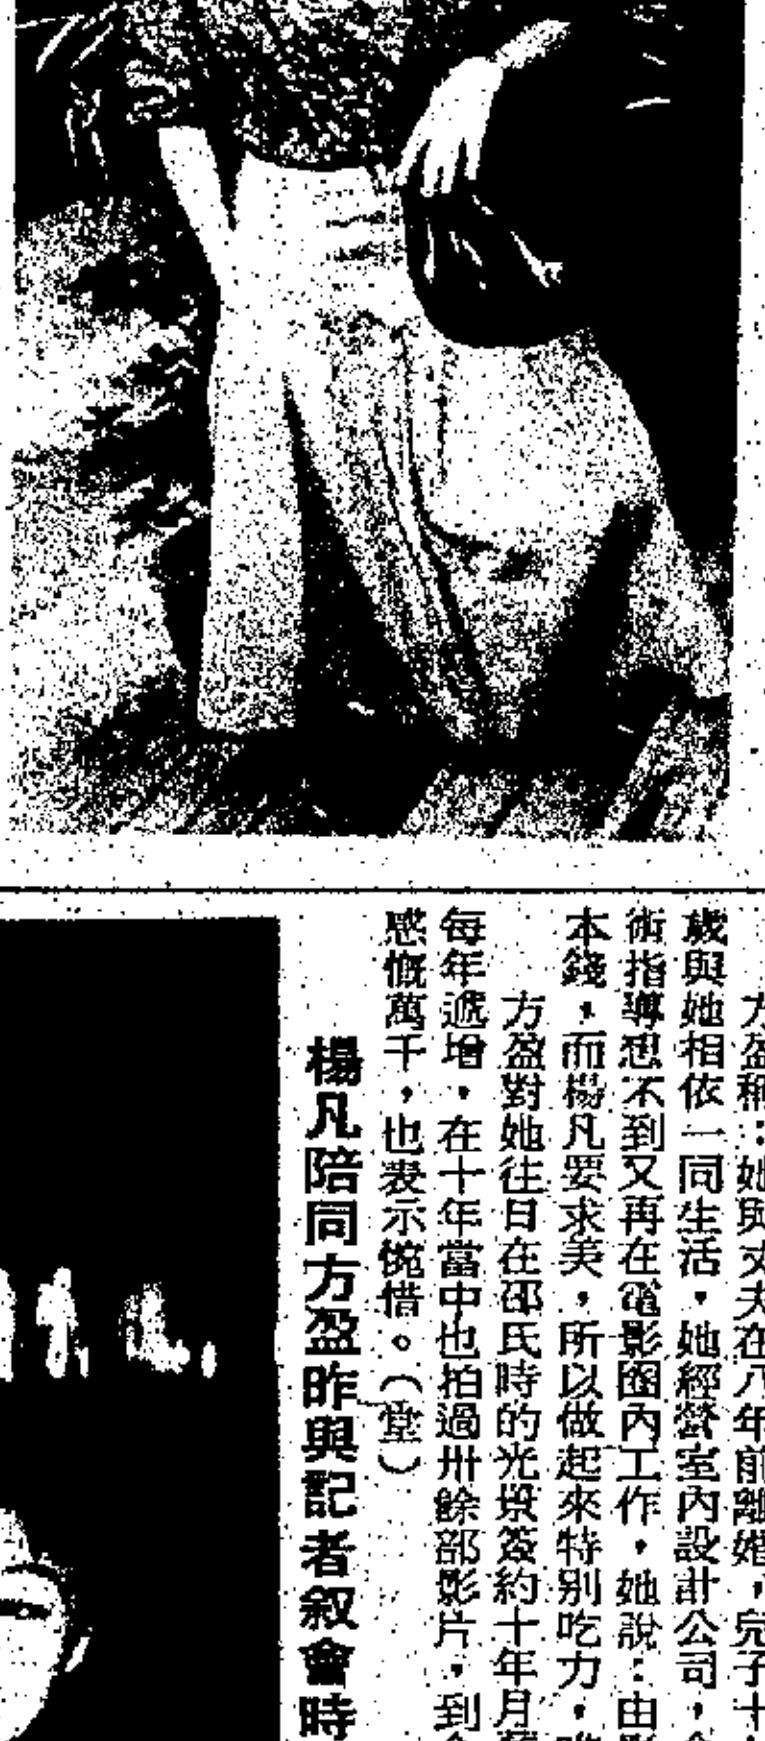 方盈稱：她與丈夫在八年前離婚，兒子十
歲與她相依一同生活，她經營室內設計公司，
術指導想不到又再在電影圈內工作，她說：由
本錢，而楊凡要求美，所以做起來特別吃力，
方盈對她往日在邵氏時的光景簽約十年月
每年遞增，在十年當中也拍過卅餘部影片，到
感慨萬千，也表示惋惜。（堂）
楊凡陪同方盈昨與記者叙會時